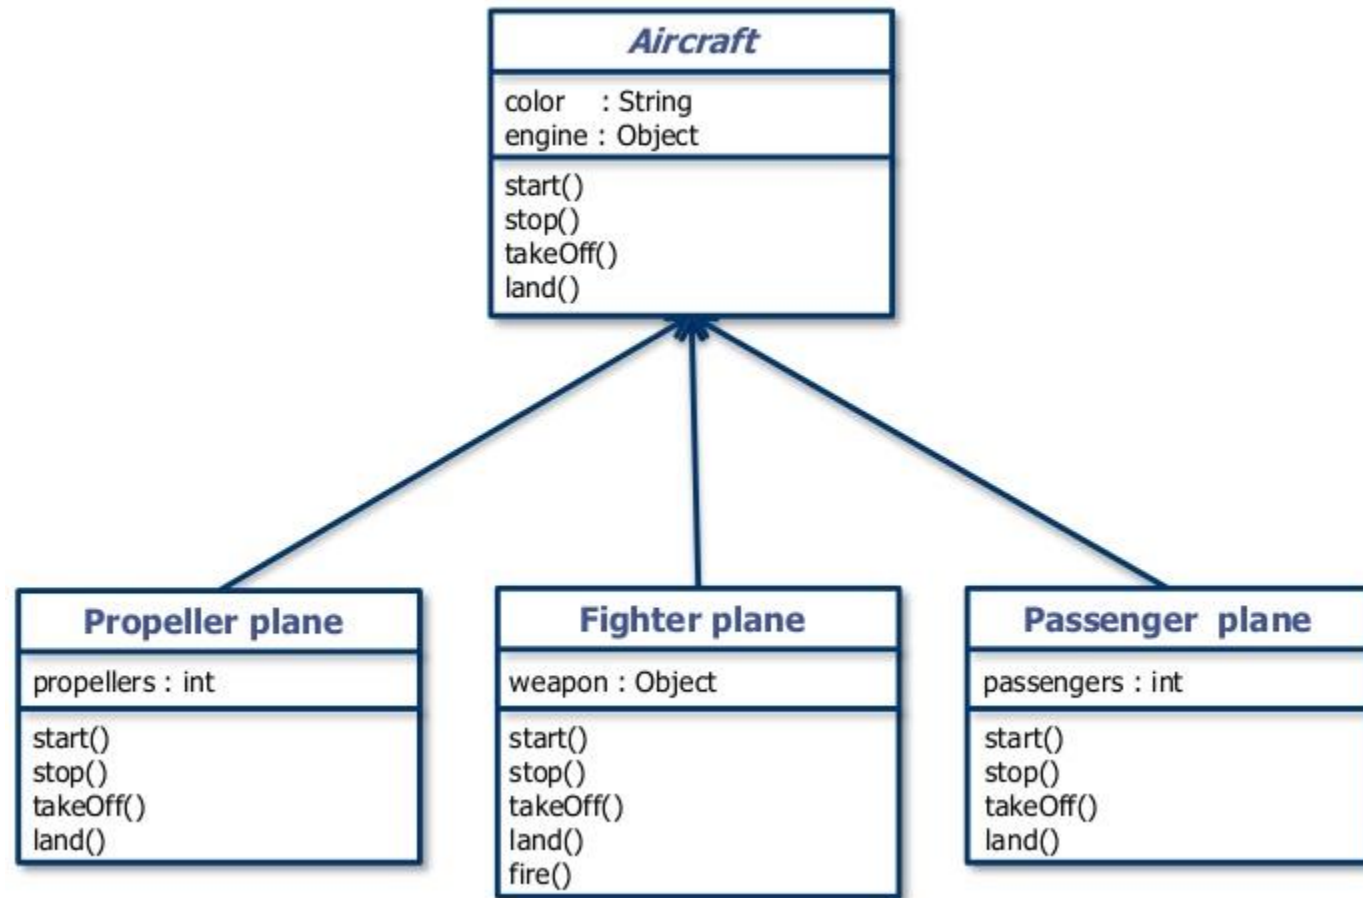 Aircraft
color : String
engine : Object
start()
stop()
takeOff()
land()
Propeller plane
propellers : int
start()
stop()
takeOff()
land()
Fighter plane
weapon : Object
start()
stop()
takeOff()
land()
fire()
Passenger plane
passengers : int
start()
stop()
takeOff()
land()